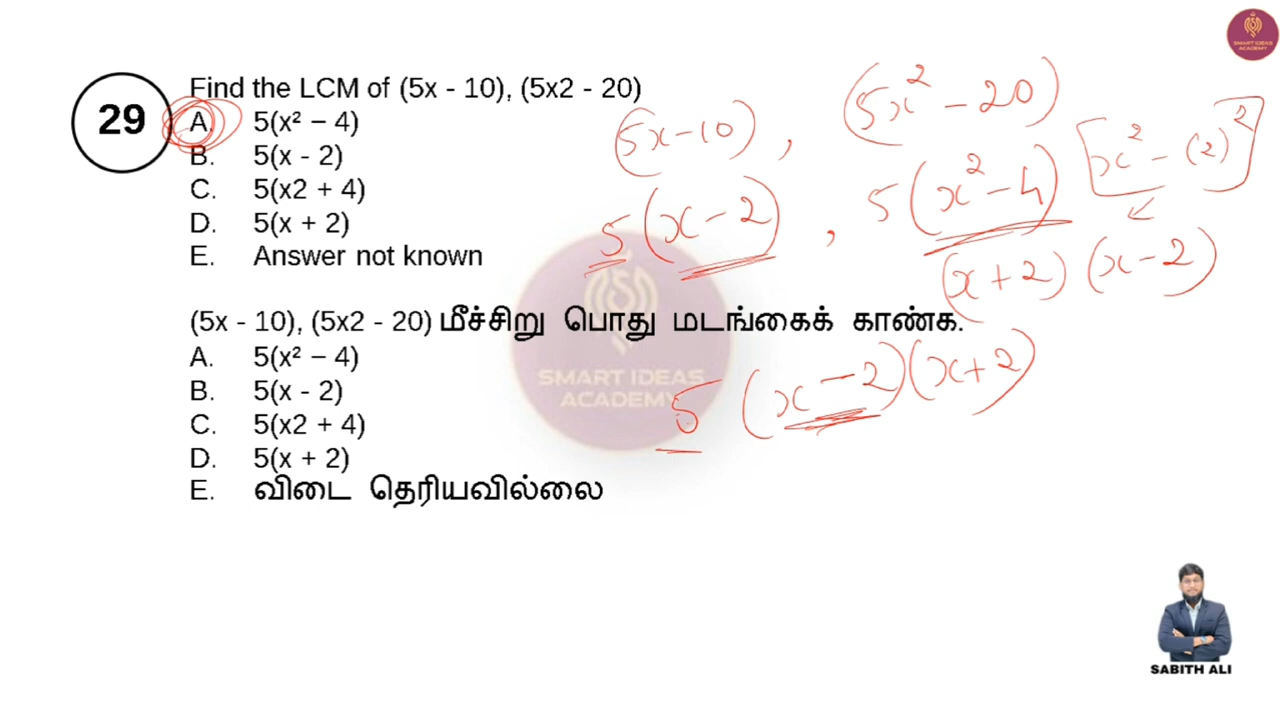 SMART IDEAS
ACADEMY
29
Find the LCM of (5x - 10), (5x2 - 20)
A. 5(x² – 4)
B. 5(x - 2)
C. 5(x2 + 4)
D. 5(x + 2)
E. Answer not known
(5x-10) , (5x² - 20)
5(x-2) , 5(x² - 4) [x² - (2)²]
(x+2) (x-2)
(5x - 10), (5x2 - 20) மீச்சிறு பொது மடங்கைக் காண்க.
A. 5(x² – 4)
B. 5(x - 2)
C. 5(x2 + 4)
D. 5(x + 2)
E. விடை தெரியவில்லை
5 (x-2)(x+2)
SMART IDEAS
ACADEMY
SABITH ALI